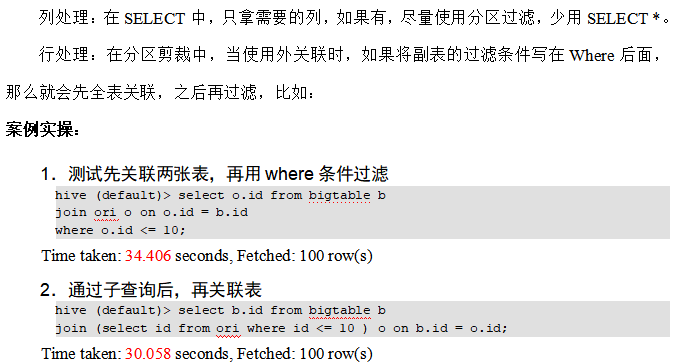 列处理：在 SELECT 中，只拿需要的列，如果有，尽量使用分区过滤，少用 SELECT *。
行处理：在分区剪裁中，当使用外关联时，如果将副表的过滤条件写在 Where 后面，
那么就会先全表关联，之后再过滤，比如：
案例实操：
1．测试先关联两张表，再用 where 条件过滤
hive (default)> select o.id from bigtable b
join ori o on o.id = b.id
where o.id <= 10;
Time taken: 34.406 seconds, Fetched: 100 row(s)
2．通过子查询后，再关联表
hive (default)> select b.id from bigtable b
join (select id from ori where id <= 10 ) o on b.id = o.id;
Time taken: 30.058 seconds, Fetched: 100 row(s)